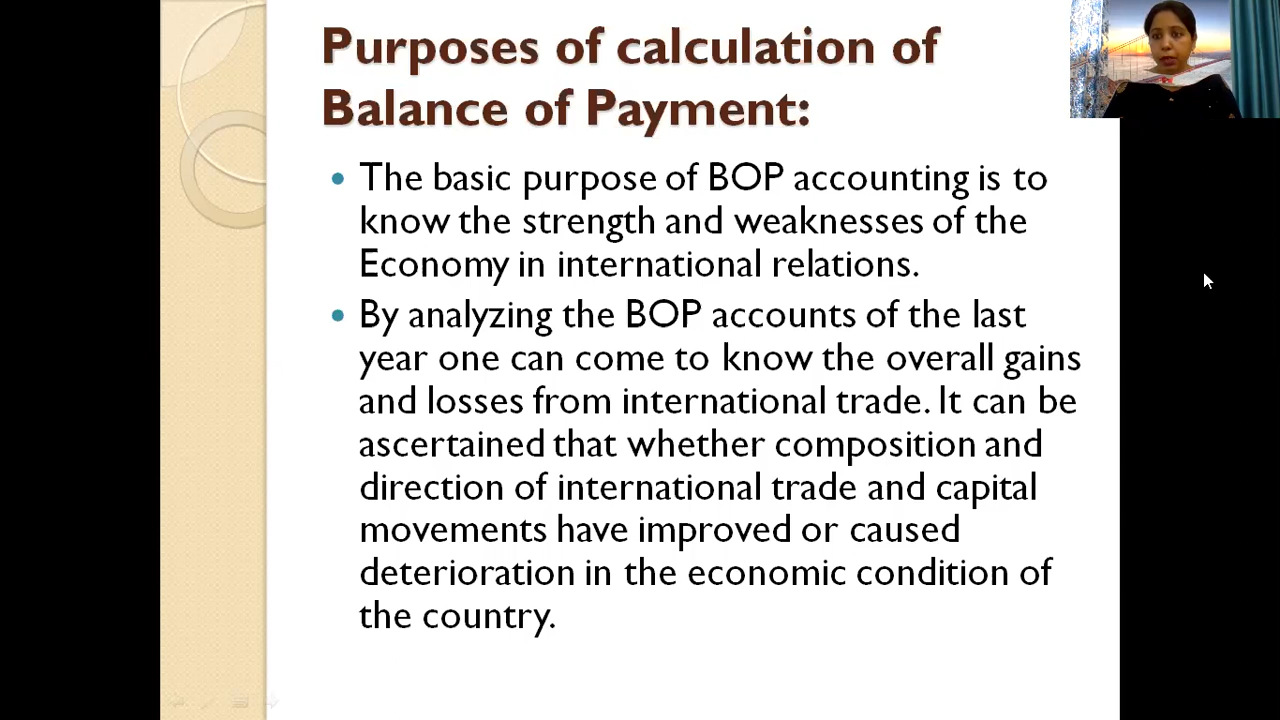 Purposes of calculation of
Balance of Payment:
The basic purpose of BOP accounting is to
know the strength and weaknesses of the
Economy in international relations.
By analyzing the BOP accounts of the last
year one can come to know the overall gains
and losses from international trade. It can be
ascertained that whether composition and
direction of international trade and capital
movements have improved or caused
deterioration in the economic condition of
the country.